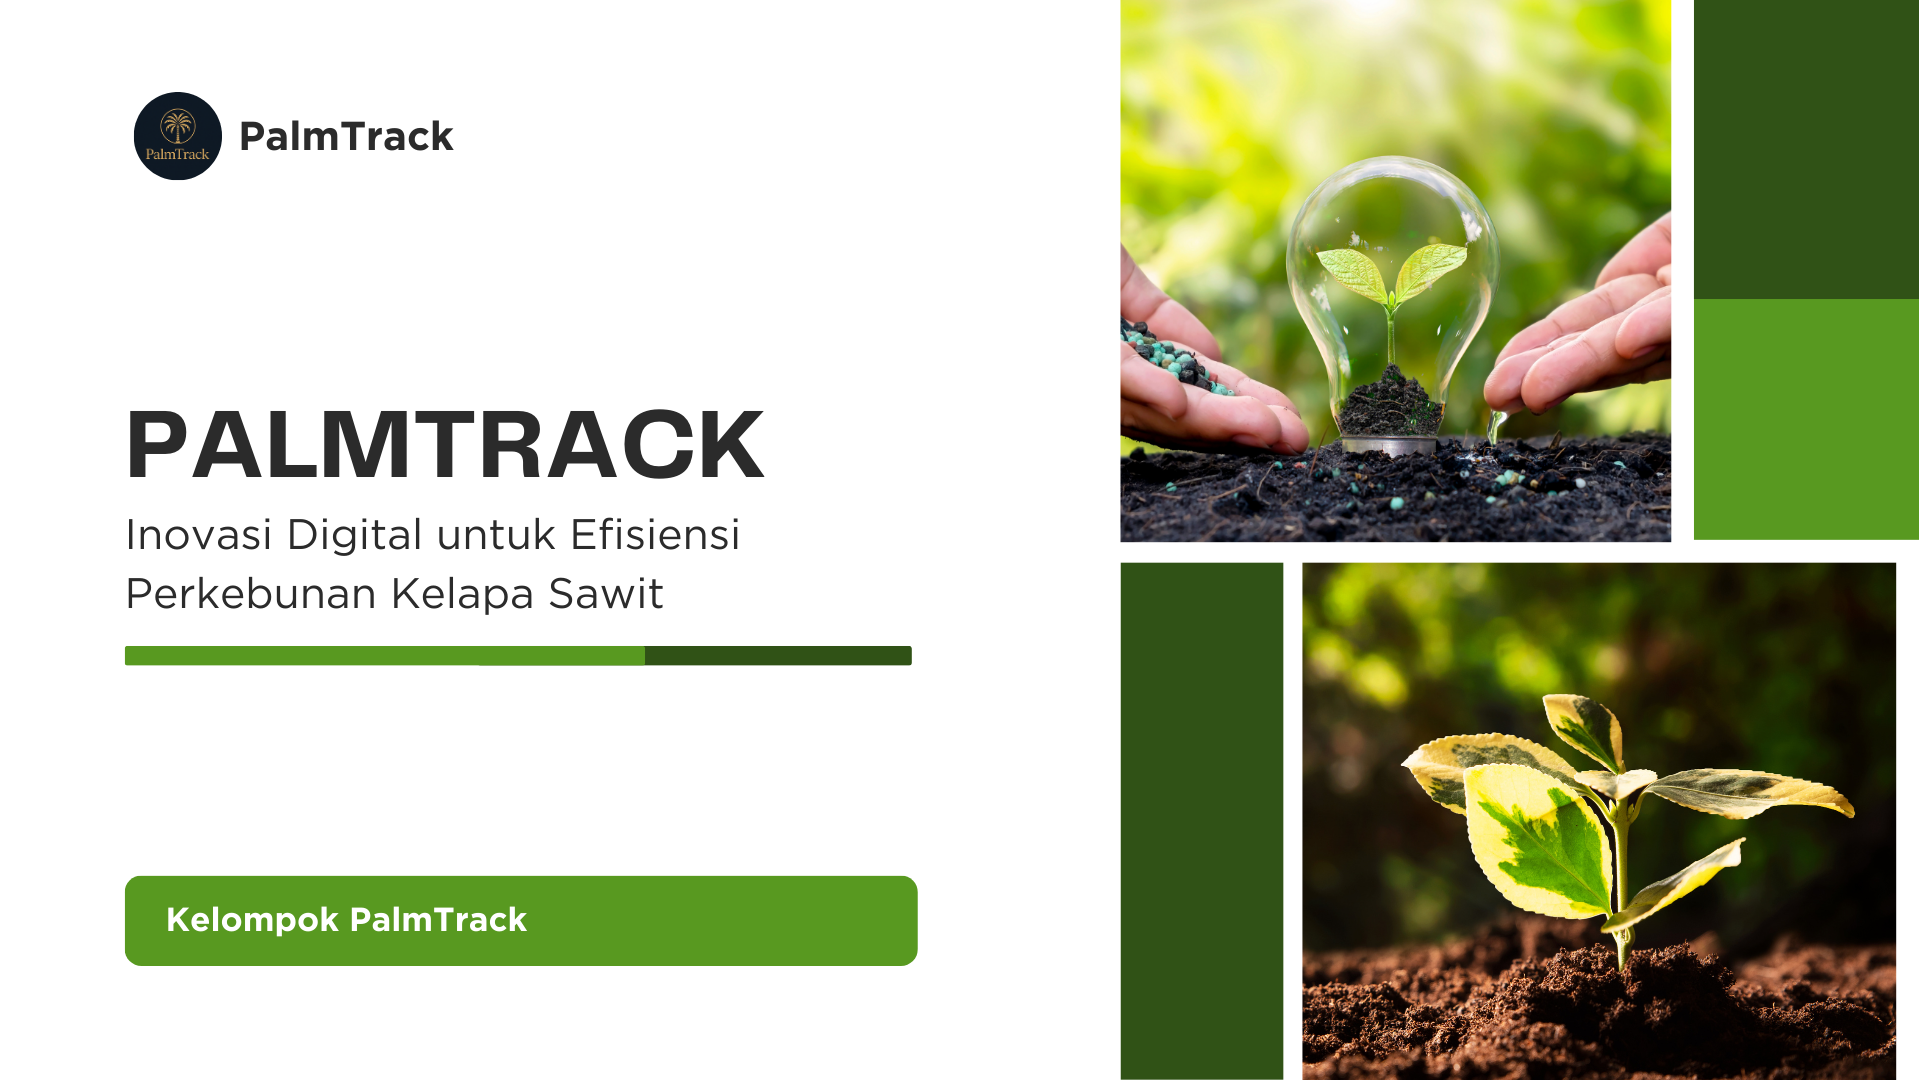 PalmTrack
PalmTrack
PALMTRACK
Inovasi Digital untuk Efisiensi
Perkebunan Kelapa Sawit
Kelompok PalmTrack